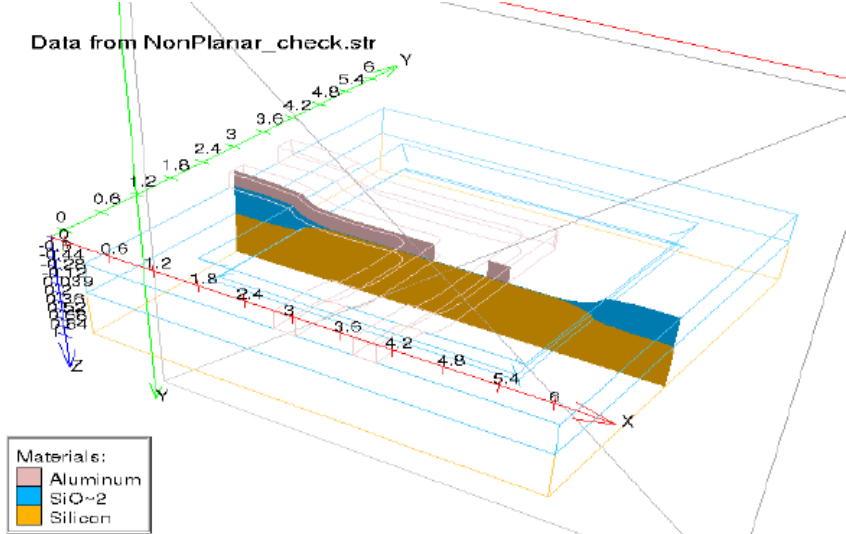 Data from NonPlanar_check.str
Y
6
5.4
4.8
4.2
3.6
3
2.4
1.8
1.2
0.6
0
0
0.6
1.2
1.8
2.4
3
3.6
4.2
4.8
5.4
6
X
Z
Y
Materials:
Aluminum
SiO~2
Silicon